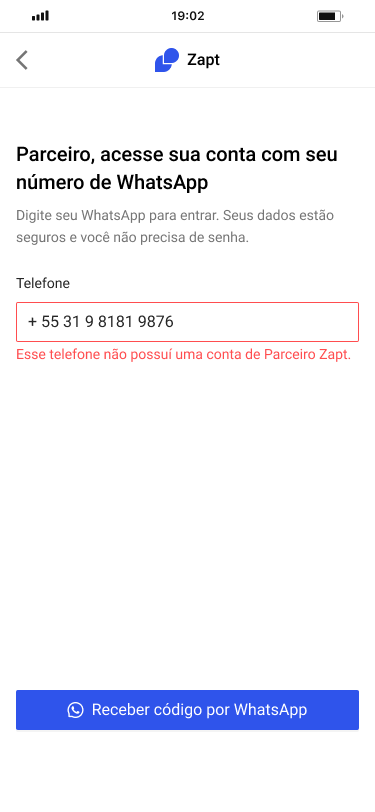 19:02
Zapt
Parceiro, acesse sua conta com seu
número de WhatsApp
Digite seu WhatsApp para entrar. Seus dados estão
seguros e você não precisa de senha.
Telefone
+ 55 31 9 8181 9876
Esse telefone não possuí uma conta de Parceiro Zapt.
Receber código por WhatsApp